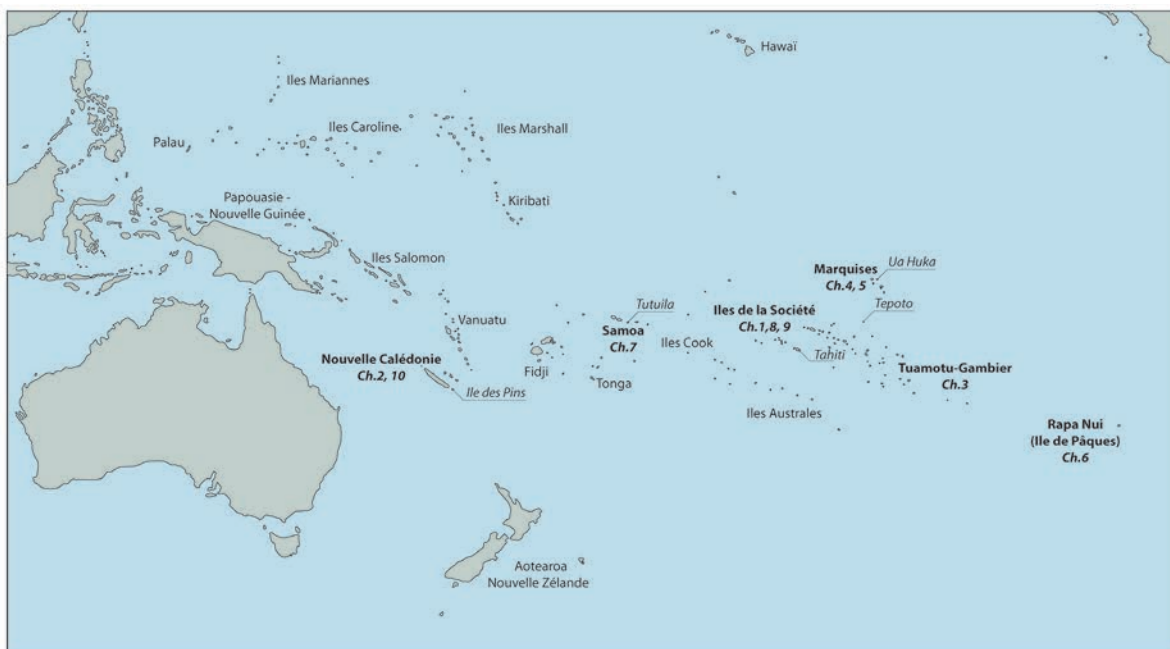 Hawaï
Iles Mariannes
Iles Caroline
Iles Marshall
Palau
Kiribati
Papouasie -
Nouvelle Guinée
Iles Salomon
Ua Huka
Marquises
Ch.4, 5
Tepoto
Tutuila
Iles de la Société
Ch.1,8, 9
Vanuatu
Samoa
Ch.7
Iles Cook
Tahiti
Nouvelle Calédonie
Ch.2, 10
Fidji
Tuamotu-Gambier
Ch.3
Ile des Pins
Tonga
Iles Australes
Rapa Nui
(Ile de Pâques)
Ch.6
Aotearoa
Nouvelle Zélande